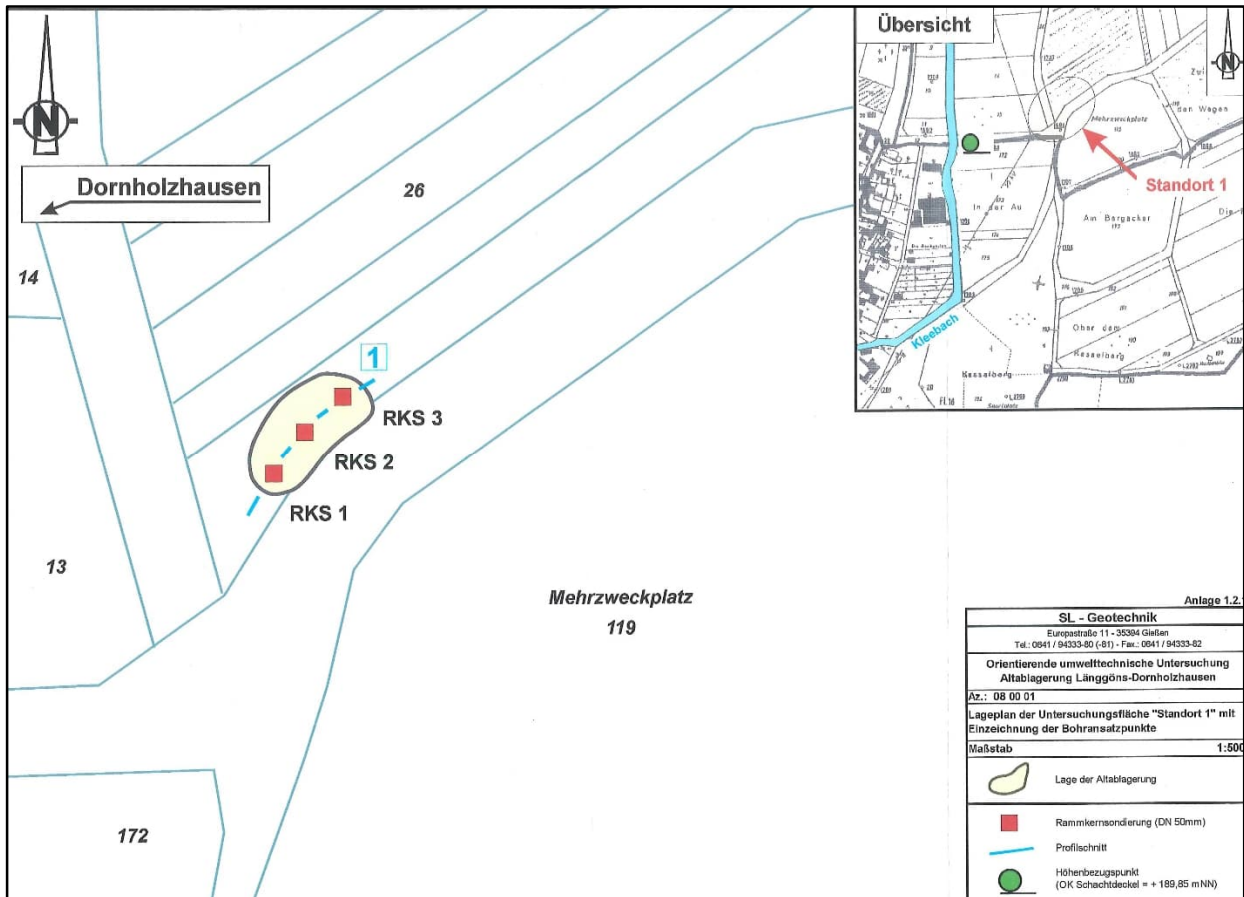 N
Dornholzhausen
14
26
1
RKS 3
RKS 2
RKS 1
13
Mehrzweckplatz
119
172
Übersicht
N
Mehrzweckplatz
Standort 1
In der Au
Am Bergacker
Ober dem
Kesselberg
Kesselberg
Kleebach
Fl.16
Anlage 1.2.1
SL - Geotechnik
Europastraße 11 - 35394 Gießen
Tel.: 0641 / 94333-80 (-81) - Fax.: 0641 / 94333-82
Orientierende umwelttechnische Untersuchung
Altablagerung Länggöns-Dornholzhausen
Az.: 08 00 01
Lageplan der Untersuchungsfläche "Standort 1" mit
Einzeichnung der Bohransatzpunkte
Maßstab 1:500
Lage der Altablagerung
Rammkernsondierung (DN 50mm)
Profilschnitt
Höhenbezugspunkt
(OK Schachtdeckel = + 189,85 mNN)